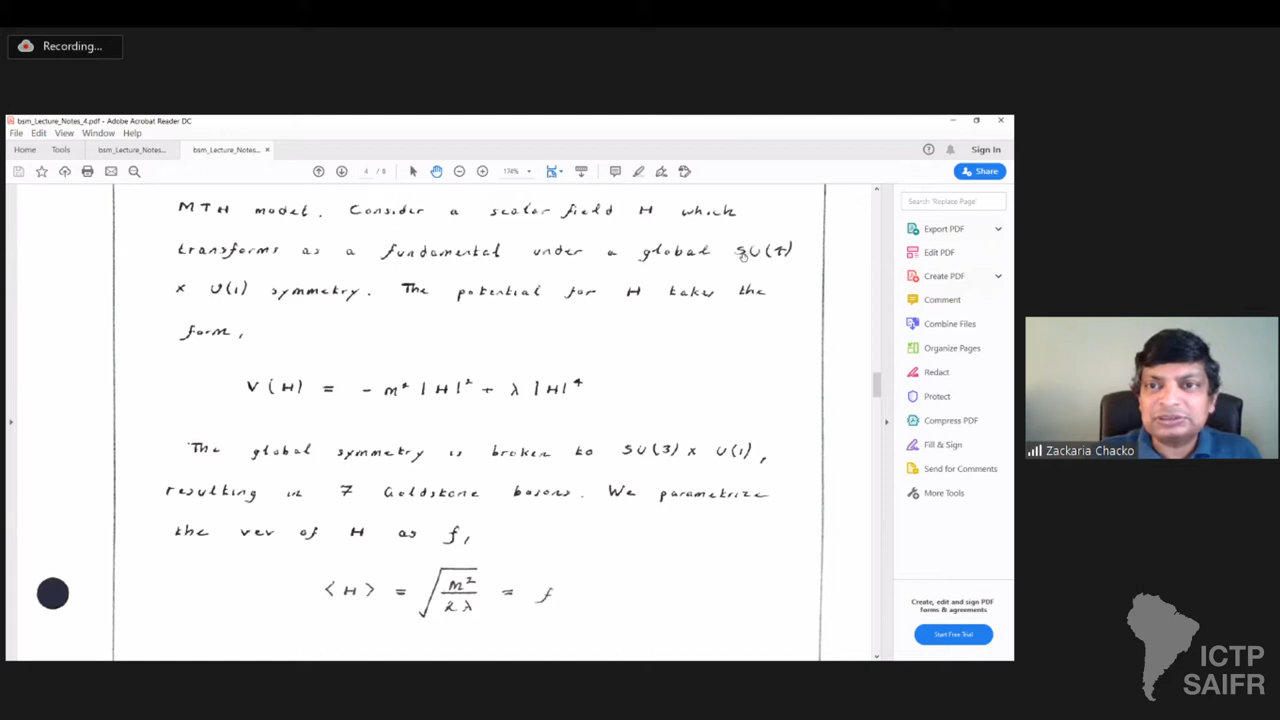 Recording...
bsm_Lecture_Notes_4.pdf - Adobe Acrobat Reader DC
File Edit View Window Help
Home Tools bsm_Lecture_Notes... bsm_Lecture_Notes... × Sign In
4 / 8 174% Share
MTH model. Consider a scalar field H which
transforms as a fundamental under a global SU(4)
× U(1) symmetry. The potential for H takes the
form,
V(H) = - m² |H|² + λ |H|⁴
The global symmetry is broken to SU(3) × U(1),
resulting in 7 Goldstone bosons. We parametrize
the vev of H as f,
<H> = √(m²/2λ) = f
Search 'Replace Page'
Export PDF
Edit PDF
Create PDF
Comment
Combine Files
Organize Pages
Redact
Protect
Compress PDF
Fill & Sign
Send for Comments
More Tools
Create, edit and sign PDF
forms & agreements
Start Free Trial
Zackaria Chacko
ICTP
SAIFR